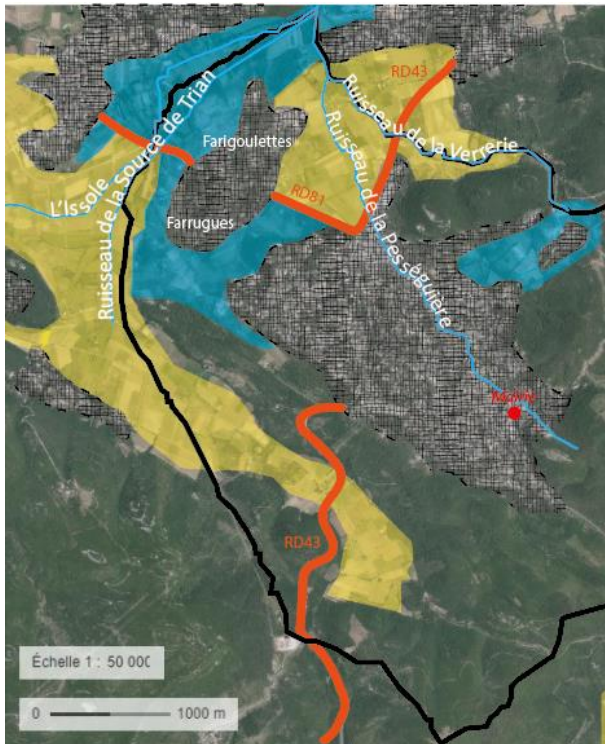 RD43
Ruisseau de la Verrerie
Ruisseau de la Source de Trian
Farigoulettes
Ruisseau de la Pességuière
L'Issole
RD81
Farrugues
Mairie
RD43
Échelle 1 : 50 000
0 1000 m